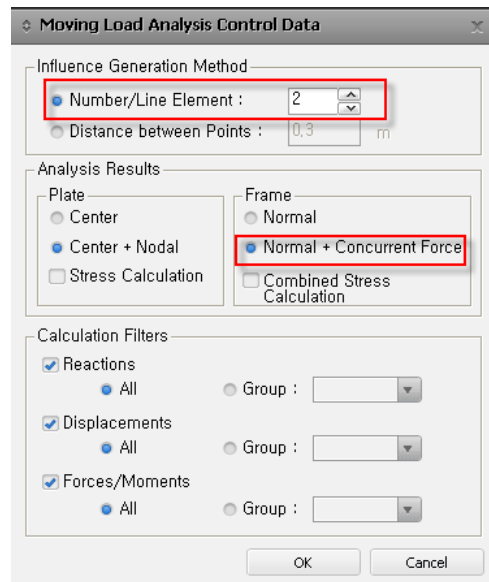 Moving Load Analysis Control Data
Influence Generation Method
Number/Line Element : 2
Distance between Points : 0,3 m
Analysis Results
Plate
Center
Center + Nodal
Stress Calculation
Frame
Normal
Normal + Concurrent Force
Combined Stress
Calculation
Calculation Filters
Reactions
All Group :
Displacements
All Group :
Forces/Moments
All Group :
OK Cancel